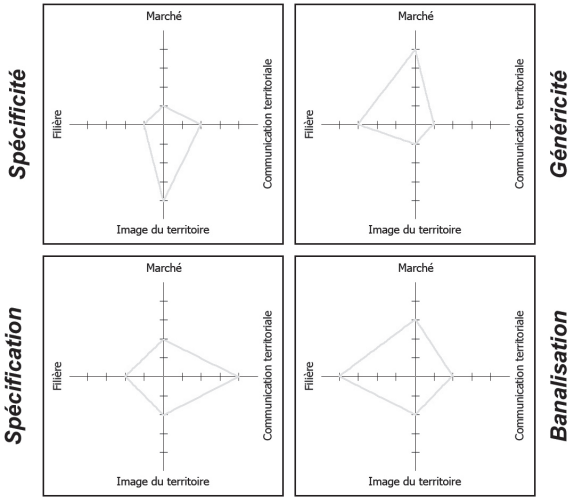 Spécificité
Marché
Filière
Communication territoriale
Image du territoire
Marché
Filière
Communication territoriale
Image du territoire
Généricité
Spécification
Marché
Filière
Communication territoriale
Image du territoire
Marché
Filière
Communication territoriale
Image du territoire
Banalisation